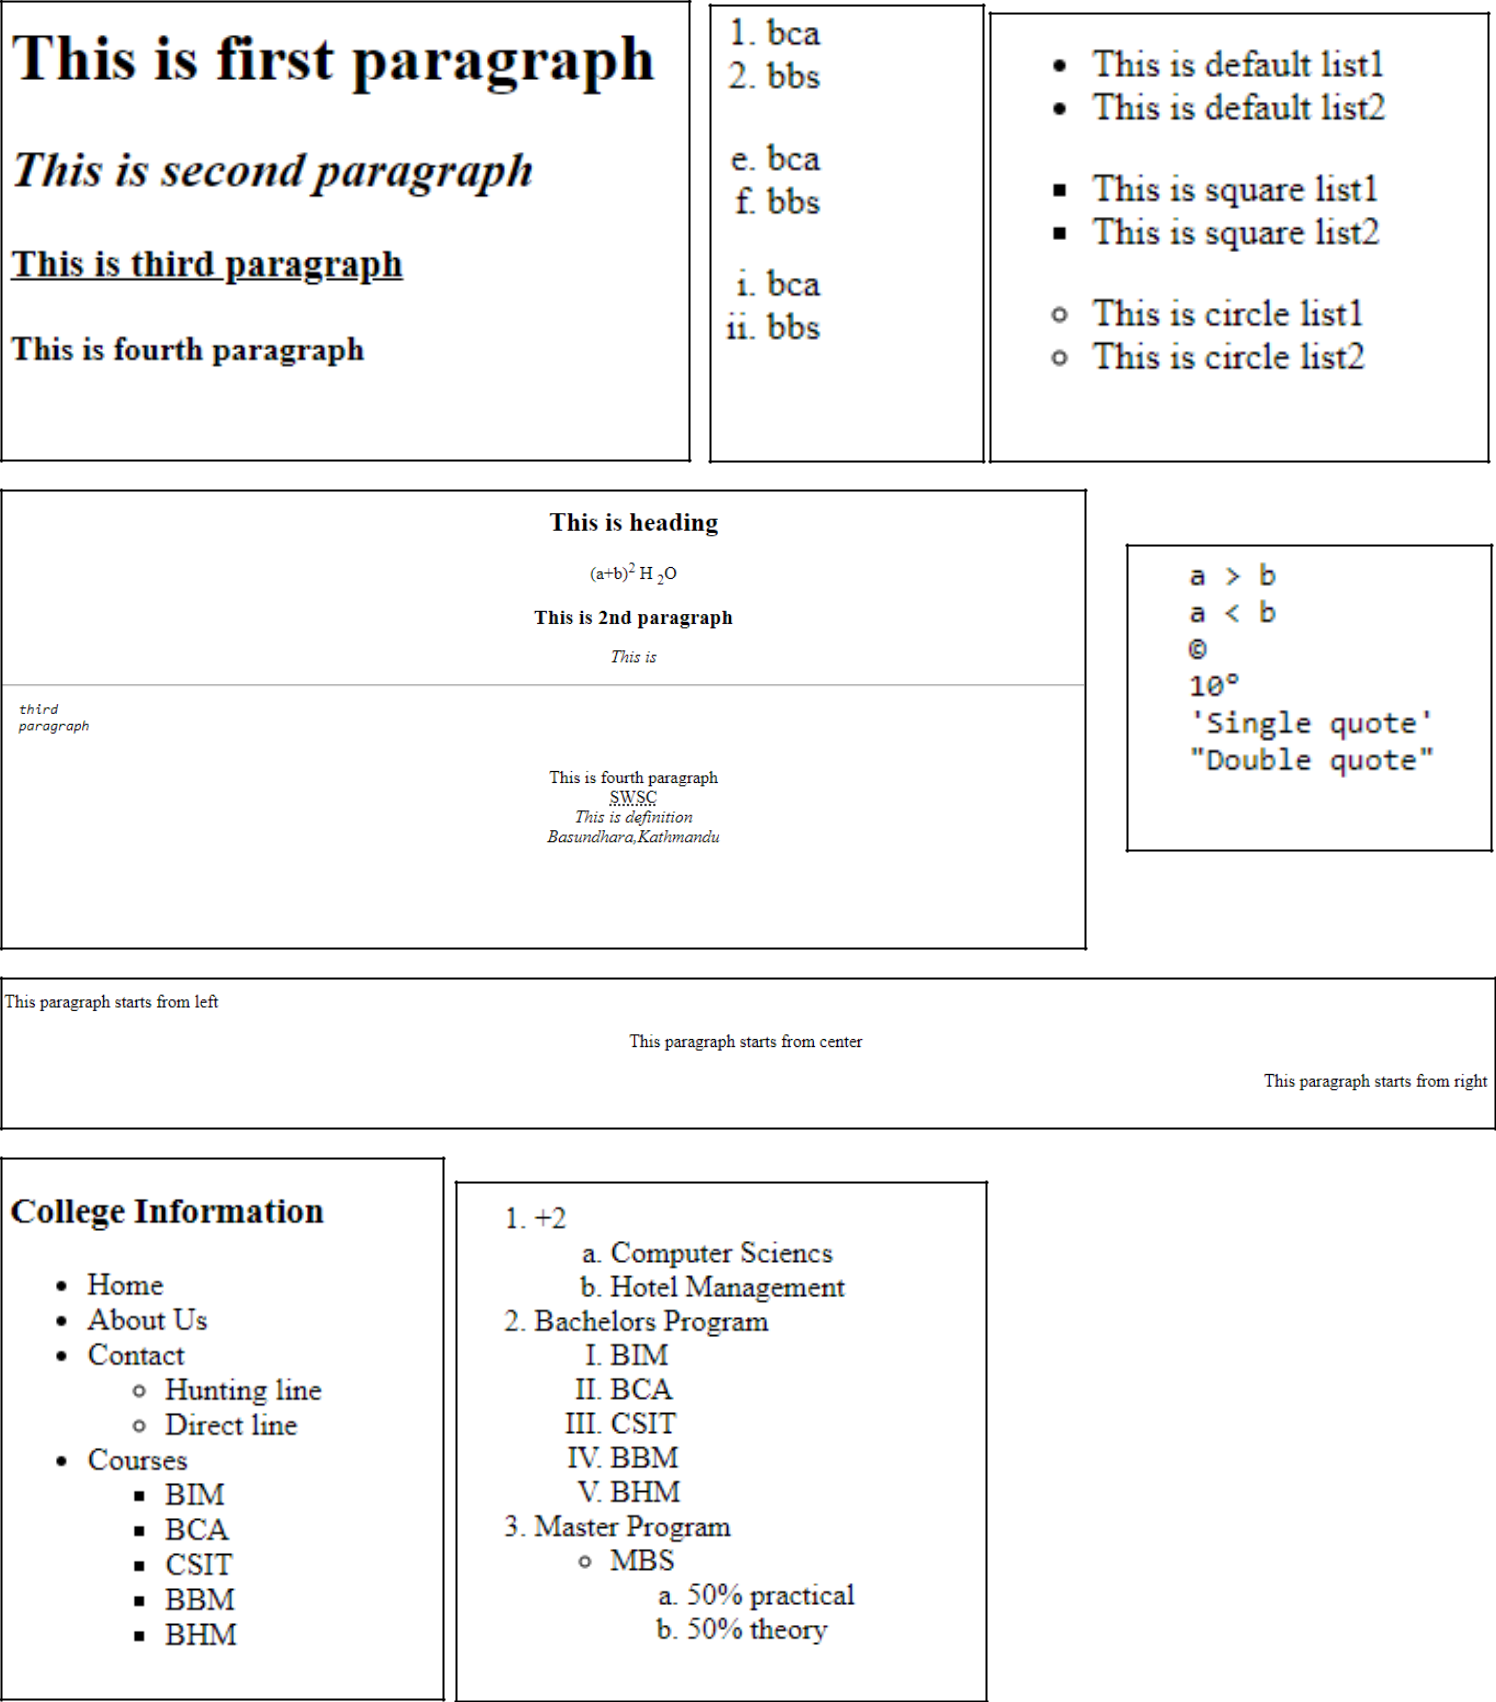 This is first paragraph
This is second paragraph
This is third paragraph
This is fourth paragraph
1. bca
2. bbs
e. bca
f. bbs
i. bca
ii. bbs
• This is default list1
• This is default list2
▪ This is square list1
▪ This is square list2
○ This is circle list1
○ This is circle list2
This is heading
(a+b)² H ₂O
This is 2nd paragraph
This is
third
paragraph
This is fourth paragraph
SWSC
This is definition
Basundhara,Kathmandu
a > b
a < b
©
10°
'Single quote'
"Double quote"
This paragraph starts from left
This paragraph starts from center
This paragraph starts from right
College Information
• Home
• About Us
• Contact
○ Hunting line
○ Direct line
• Courses
▪ BIM
▪ BCA
▪ CSIT
▪ BBM
▪ BHM
1. +2
a. Computer Sciencs
b. Hotel Management
2. Bachelors Program
I. BIM
II. BCA
III. CSIT
IV. BBM
V. BHM
3. Master Program
○ MBS
a. 50% practical
b. 50% theory